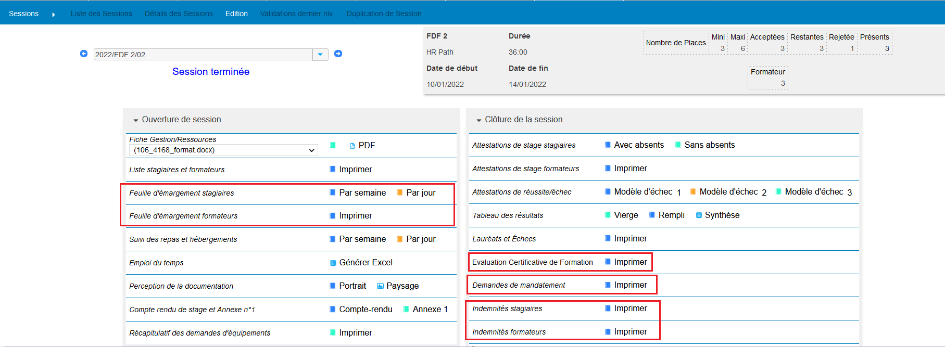 Sessions Liste des Sessions Détails des Sessions Edition Validations dernier niv Duplication de Session
FDF 2 Durée
HR Path 36:00
Date de début Date de fin
10/01/2022 14/01/2022
Nombre de Places Mini Maxi Acceptées Restantes Rejetée Présents
3 6 3 3 1 3
Formateur
3
2022/FDF 2/02
Session terminée
Ouverture de session
Fiche Gestion/Ressources
(106_4168_format.docx) PDF
Liste stagiaires et formateurs Imprimer
Feuille d'émargement stagiaires Par semaine Par jour
Feuille d'émargement formateurs Imprimer
Suivi des repas et hébergements Par semaine Par jour
Emploi du temps Générer Excel
Perception de la documentation Portrait Paysage
Compte rendu de stage et Annexe n°1 Compte-rendu Annexe 1
Récapitulatif des demandes d'équipements Imprimer
Clôture de la session
Attestations de stage stagiaires Avec absents Sans absents
Attestations de stage formateurs Imprimer
Attestations de réussite/échec Modèle d'échec 1 Modèle d'échec 2 Modèle d'échec 3
Tableau des résultats Vierge Rempli Synthèse
Lauréats et Échecs Imprimer
Evaluation Certificative de Formation Imprimer
Demandes de mandatement Imprimer
Indemnités stagiaires Imprimer
Indemnités formateurs Imprimer